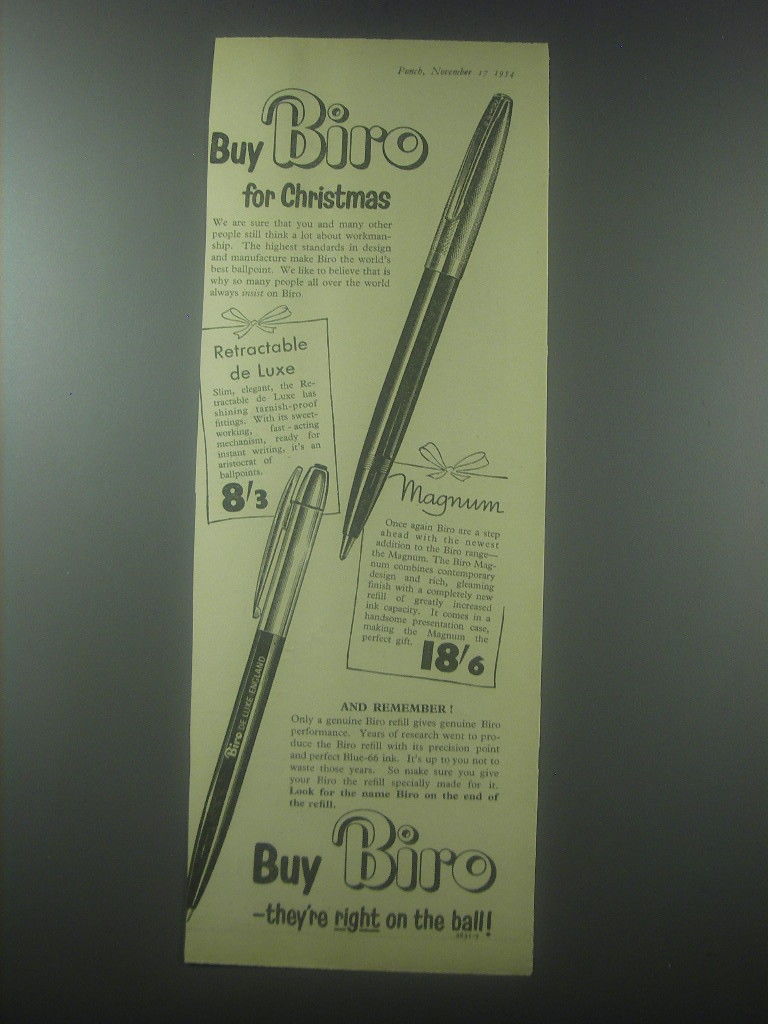 Punch, November 17 1954
Buy Biro
for Christmas
We are sure that you and many other
people still think a lot about workman-
ship. The highest standards in design
and manufacture make Biro the world's
best ballpoint. We like to believe that is
why so many people all over the world
always insist on Biro.
Retractable
de Luxe
Slim, elegant, the Re-
tractable de Luxe has
shining tarnish-proof
fittings. With its sweet-
working, fast-acting
mechanism, ready for
instant writing, it's an
aristocrat of
ballpoints.
8/3
Magnum
Once again Biro are a step
ahead with the newest
addition to the Biro range—
the Magnum. The Biro Mag-
num combines contemporary
design and rich, gleaming
finish with a completely new
refill of greatly increased
ink capacity. It comes in a
handsome presentation case,
making the Magnum the
perfect gift.
18/6
Biro DE LUXE ENGLAND
AND REMEMBER!
Only a genuine Biro refill gives genuine Biro
performance. Years of research went to pro-
duce the Biro refill with its precision point
and perfect Blue-66 ink. It's up to you not to
waste those years. So make sure you give
your Biro the refill specially made for it.
Look for the name Biro on the end of
the refill.
Buy Biro
—they're right on the ball!